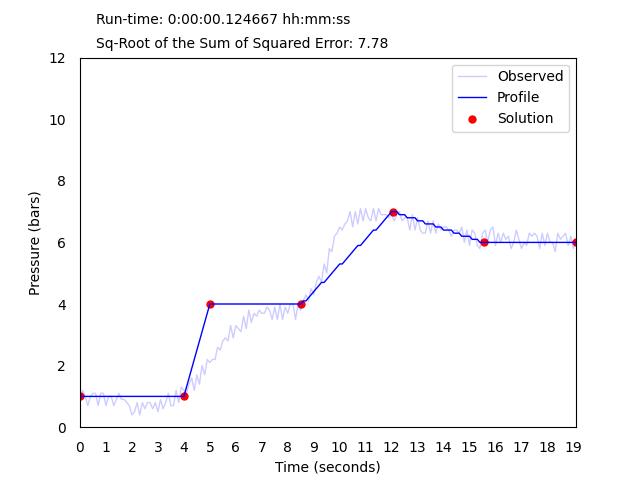 Run-time: 0:00:00.124667 hh:mm:ss
Sq-Root of the Sum of Squared Error: 7.78
12
10
8
6
4
2
0
Pressure (bars)
Observed
Profile
Solution
0 1 2 3 4 5 6 7 8 9 10 11 12 13 14 15 16 17 18 19
Time (seconds)